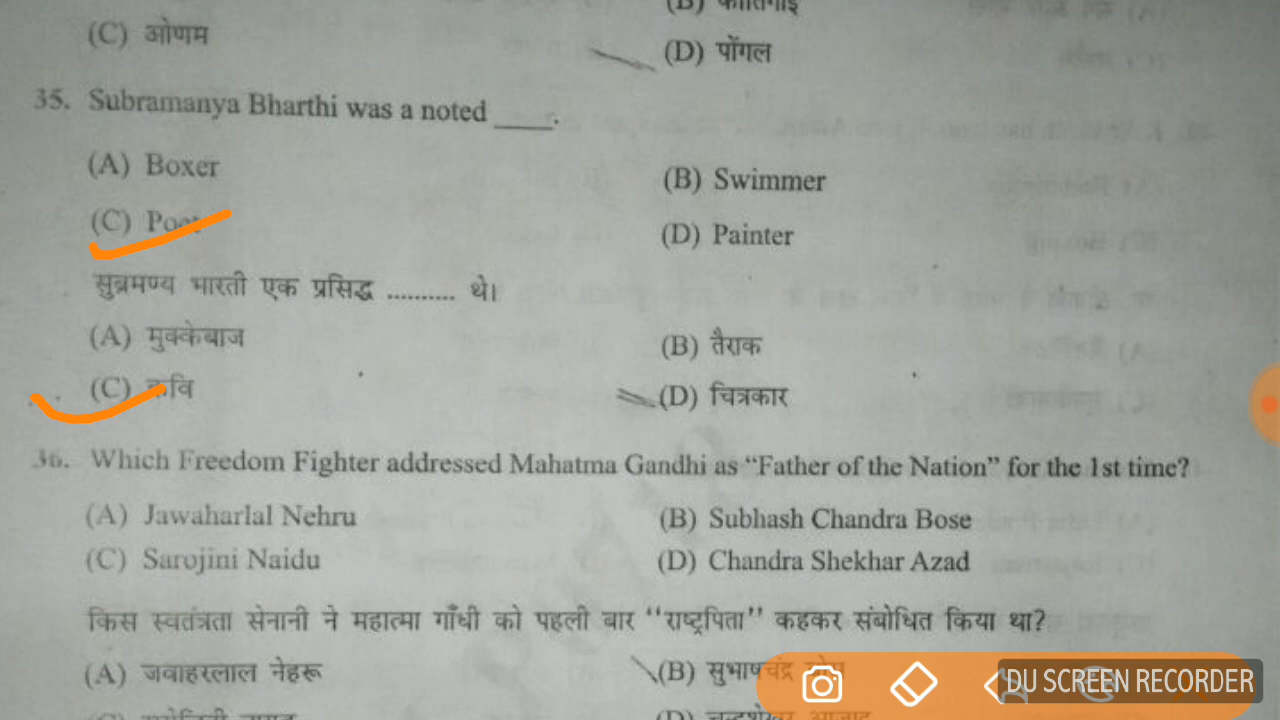 (C) ओणम
(D) पोंगल
35. Subramanya Bharthi was a noted ____.
(A) Boxer
(B) Swimmer
(C) Poet
(D) Painter
सुब्रमण्य भारती एक प्रसिद्ध .......... थे।
(A) मुक्केबाज
(B) तैराक
(C) कवि
(D) चित्रकार
36. Which Freedom Fighter addressed Mahatma Gandhi as “Father of the Nation” for the 1st time?
(A) Jawaharlal Nehru
(B) Subhash Chandra Bose
(C) Sarojini Naidu
(D) Chandra Shekhar Azad
किस स्वतंत्रता सेनानी ने महात्मा गाँधी को पहली बार ‘‘राष्ट्रपिता’’ कहकर संबोधित किया था?
(A) जवाहरलाल नेहरू
(B) सुभाषचंद्र
DU SCREEN RECORDER